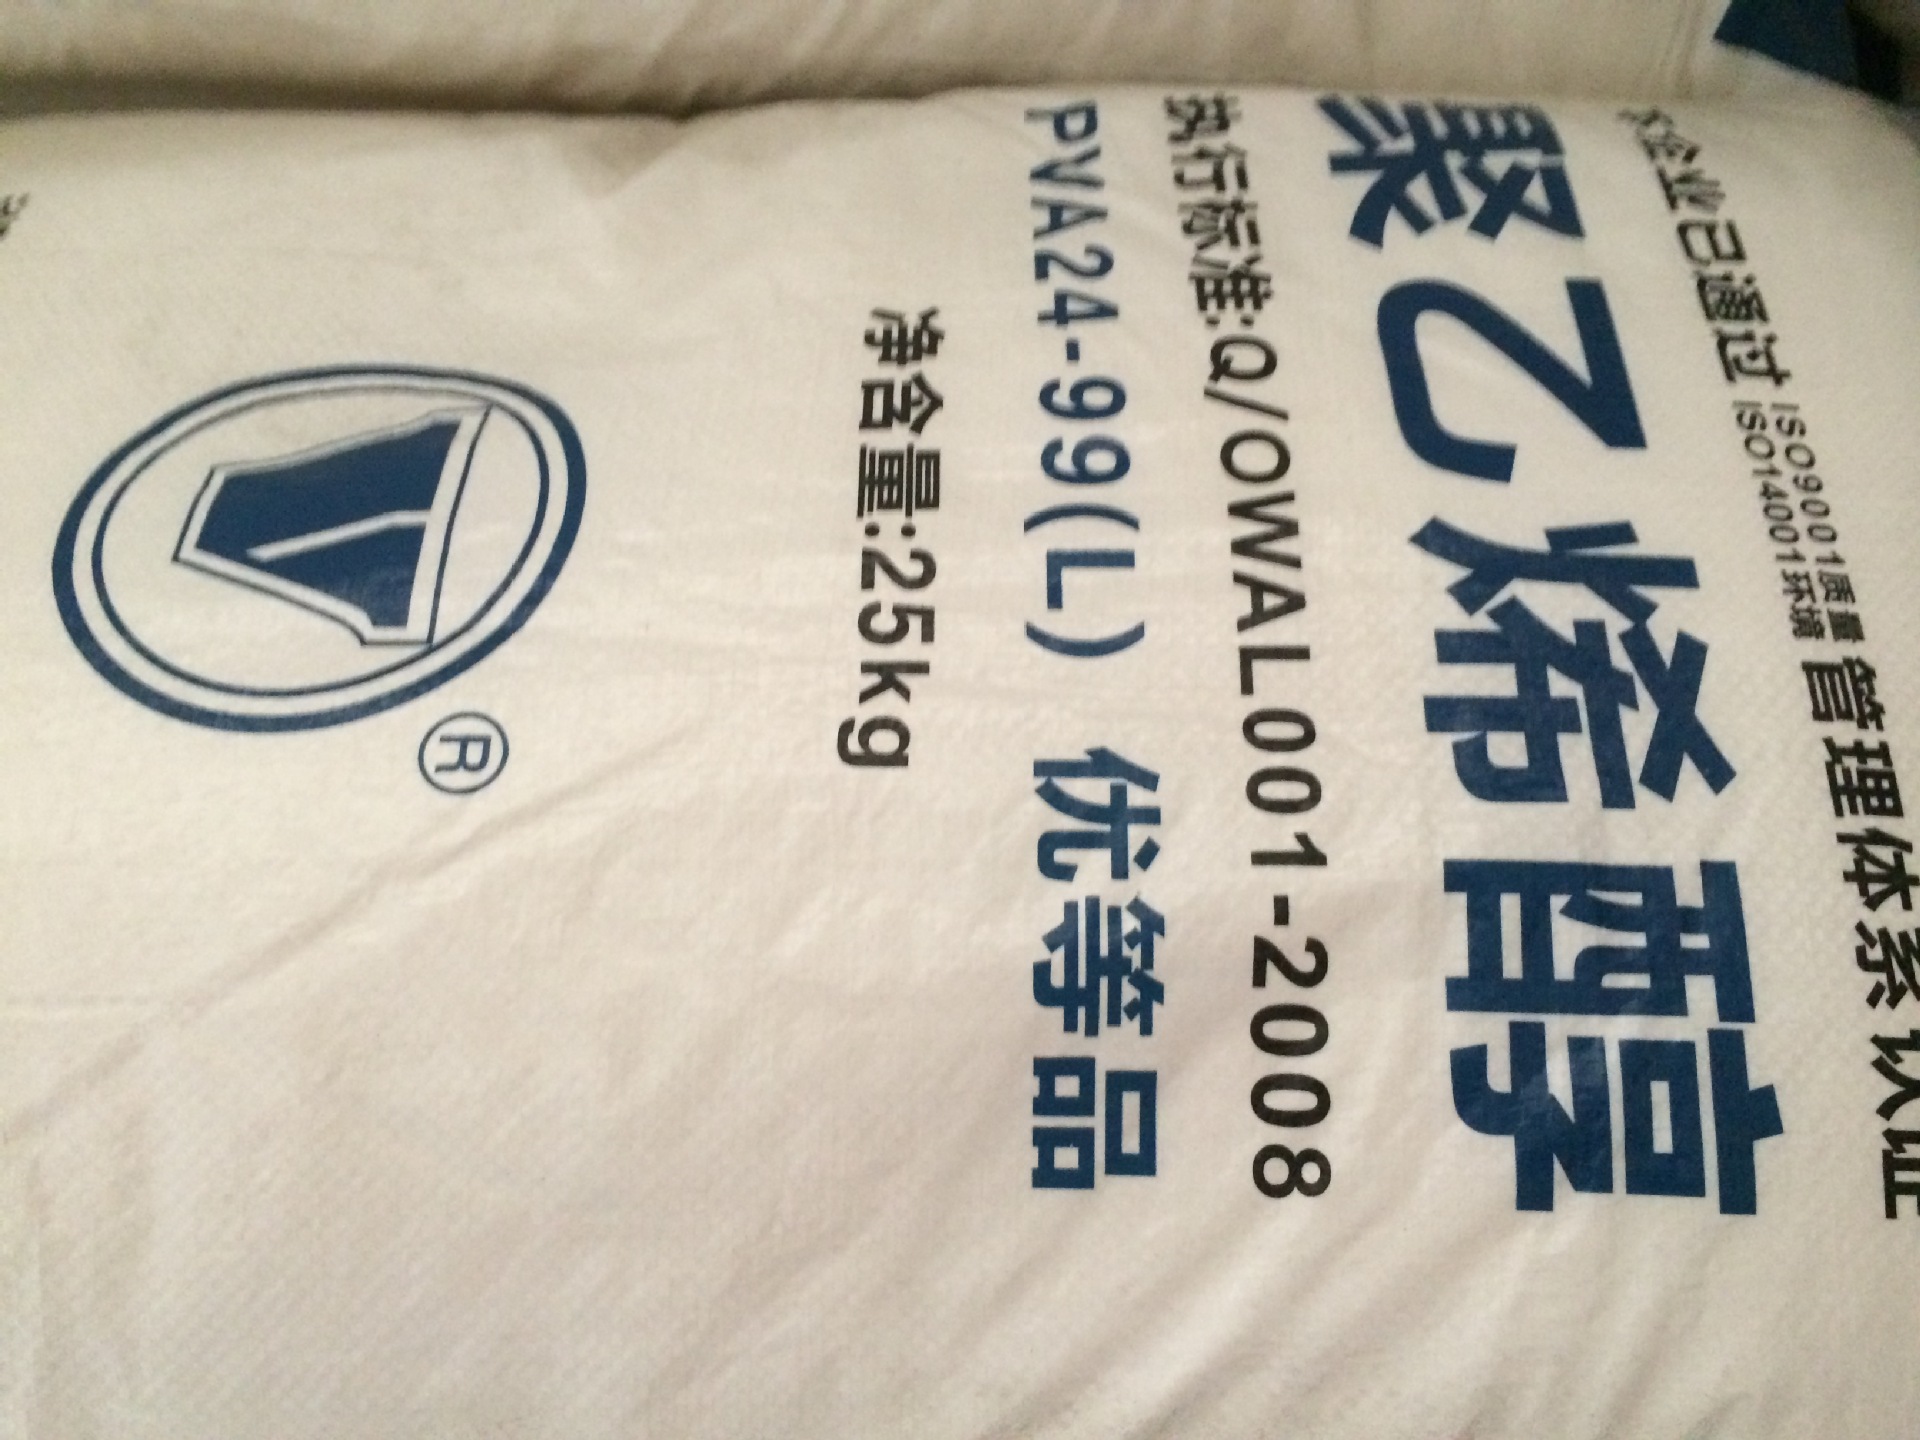 本企业已通过
ISO9001质量
ISO14001环境
管理体系认证
聚乙烯醇
执行标准:Q/OWAL001-2008
PVA24-99(L) 优等品
净含量:25kg
®